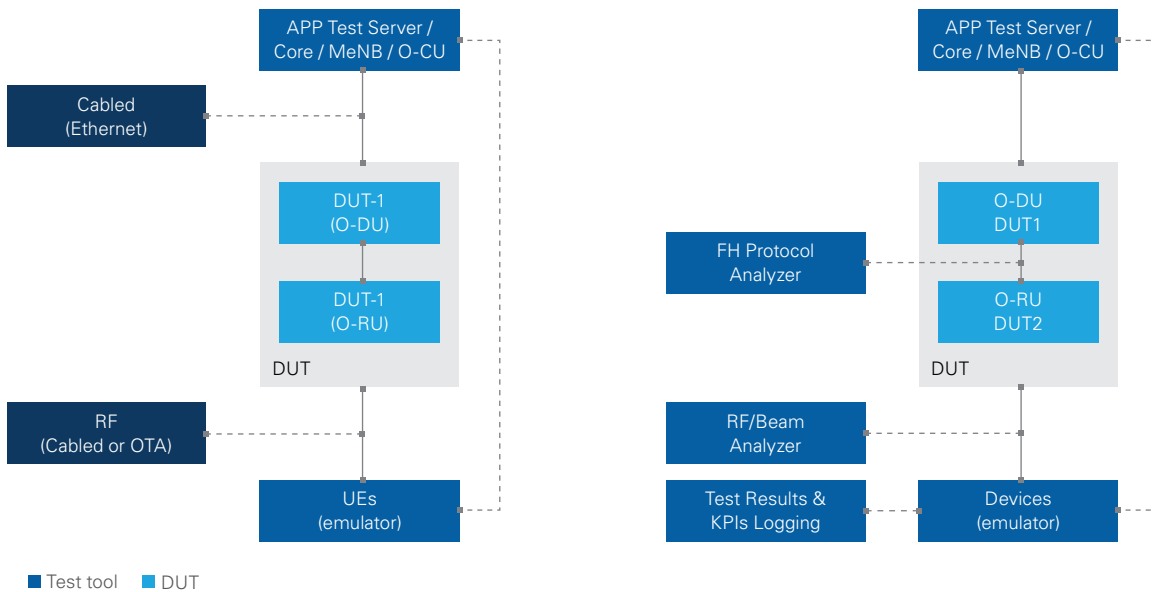 APP Test Server /
Core / MeNB / O-CU
Cabled
(Ethernet)
DUT-1
(O-DU)
DUT-1
(O-RU)
DUT
RF
(Cabled or OTA)
UEs
(emulator)
APP Test Server /
Core / MeNB / O-CU
O-DU
DUT1
FH Protocol
Analyzer
O-RU
DUT2
DUT
RF/Beam
Analyzer
Test Results &
KPIs Logging
Devices
(emulator)
Test tool
DUT